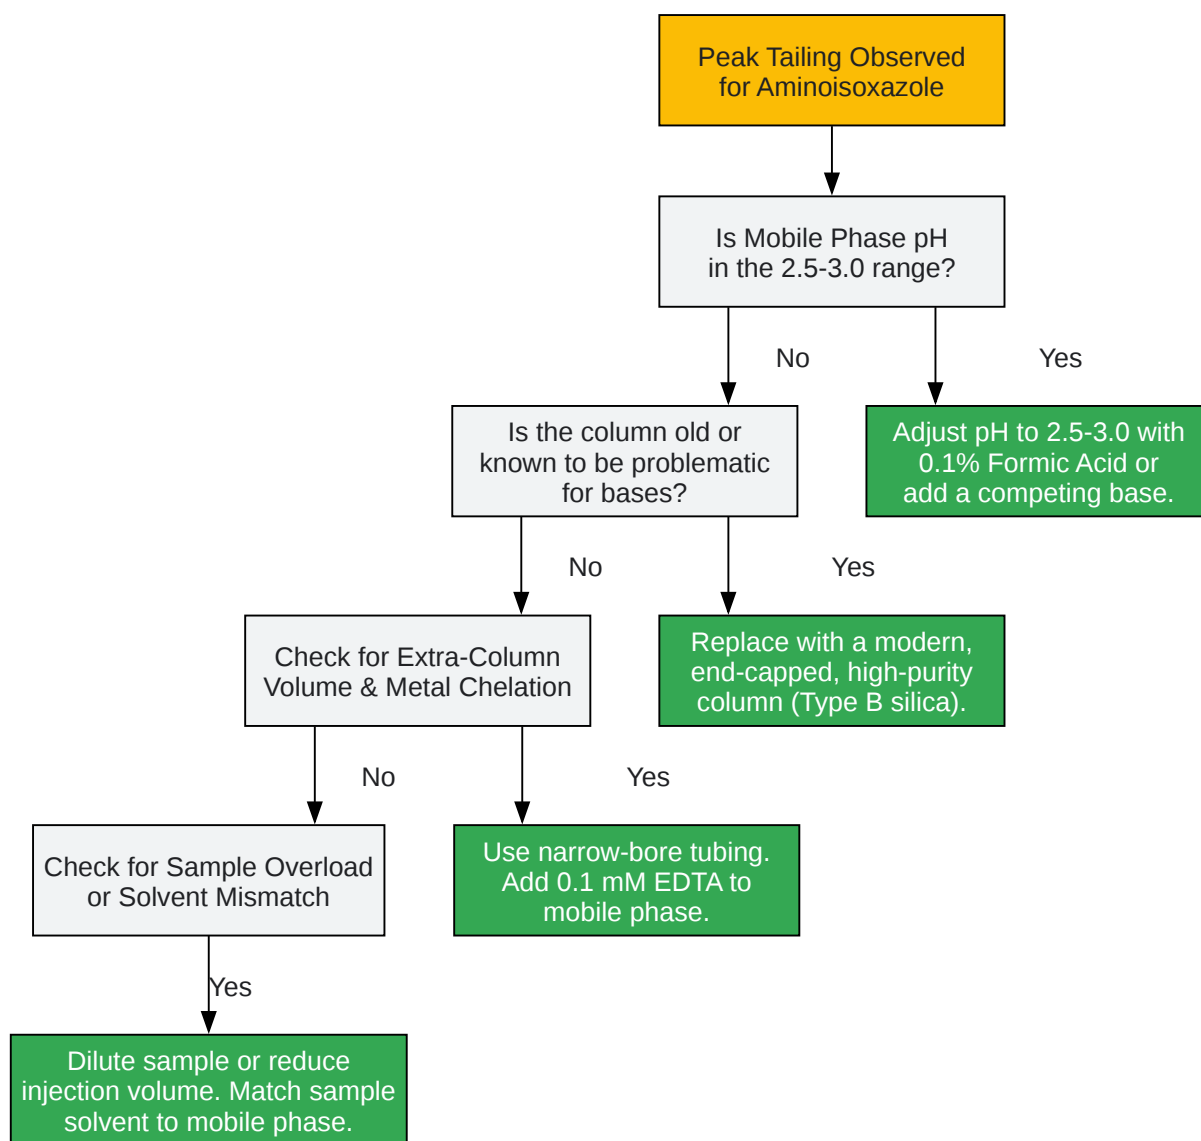 Peak Tailing Observed
for Aminoisoxazole
Is Mobile Phase pH
in the 2.5-3.0 range?
No
Yes
Is the column old or
known to be problematic
for bases?
Adjust pH to 2.5-3.0 with
0.1% Formic Acid or
add a competing base.
No
Yes
Check for Extra-Column
Volume & Metal Chelation
Replace with a modern,
end-capped, high-purity
column (Type B silica).
No
Yes
Check for Sample Overload
or Solvent Mismatch
Use narrow-bore tubing.
Add 0.1 mM EDTA to
mobile phase.
Yes
Dilute sample or reduce
injection volume. Match sample
solvent to mobile phase.